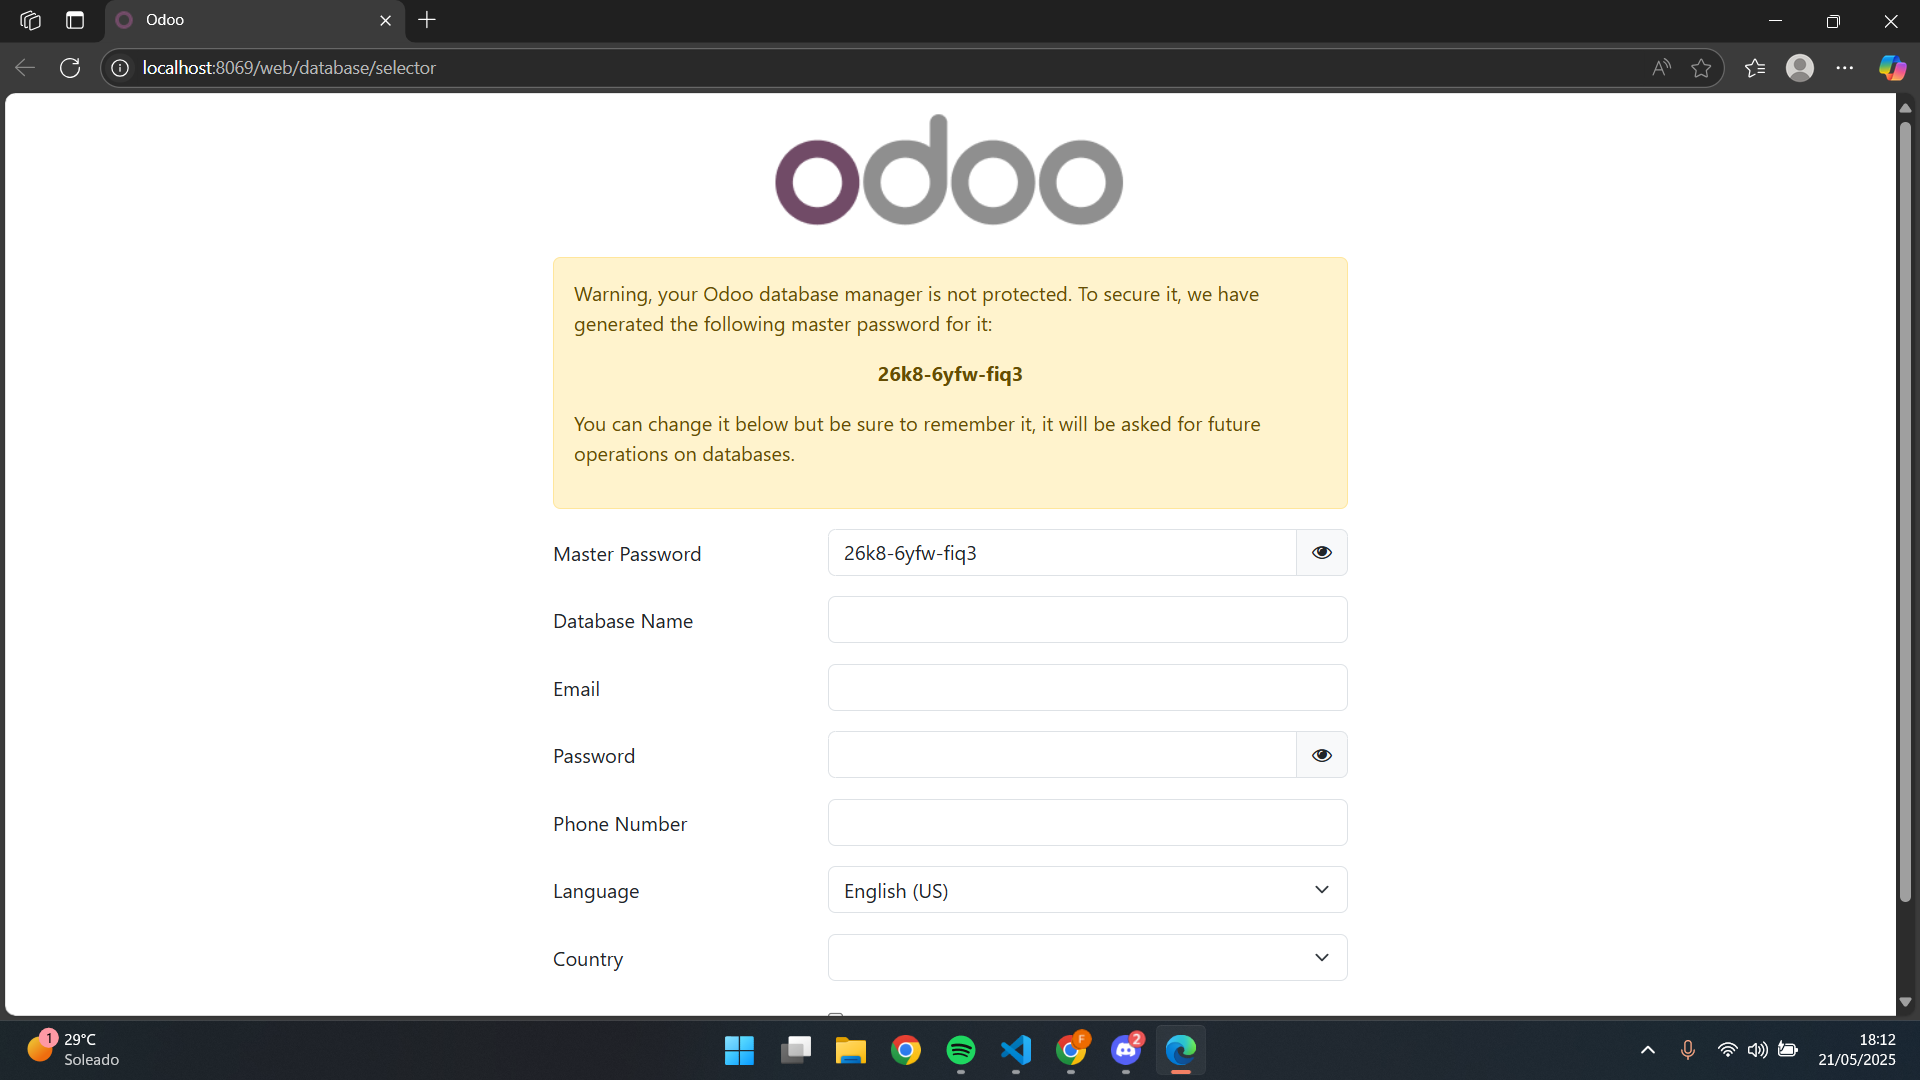 Odoo
localhost:8069/web/database/selector
odoo
Warning, your Odoo database manager is not protected. To secure it, we have
generated the following master password for it:
26k8-6yfw-fiq3
You can change it below but be sure to remember it, it will be asked for future
operations on databases.
Master Password
26k8-6yfw-fiq3
Database Name
Email
Password
Phone Number
Language
English (US)
Country
1
29°C
Soleado
F
2
18:12
21/05/2025